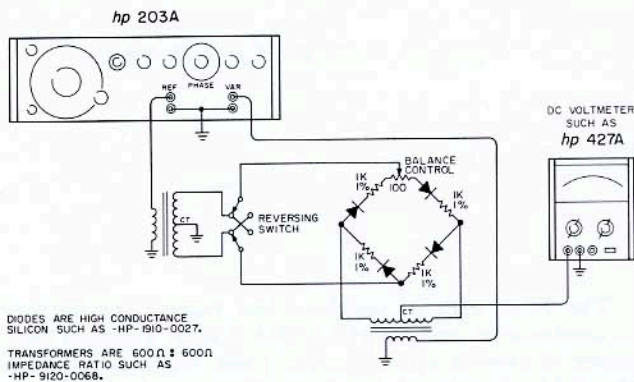 hp 203A
REF
PHASE
VAR
DC VOLTMETER
SUCH AS
hp 427A
BALANCE
CONTROL
1K
1%
100
1K
1%
CT
REVERSING
SWITCH
1K
1%
1K
1%
CT
DIODES ARE HIGH CONDUCTANCE
SILICON SUCH AS -HP-1910-0027.
TRANSFORMERS ARE 600Ω : 600Ω
IMPEDANCE RATIO SUCH AS
-HP- 9120-0068.